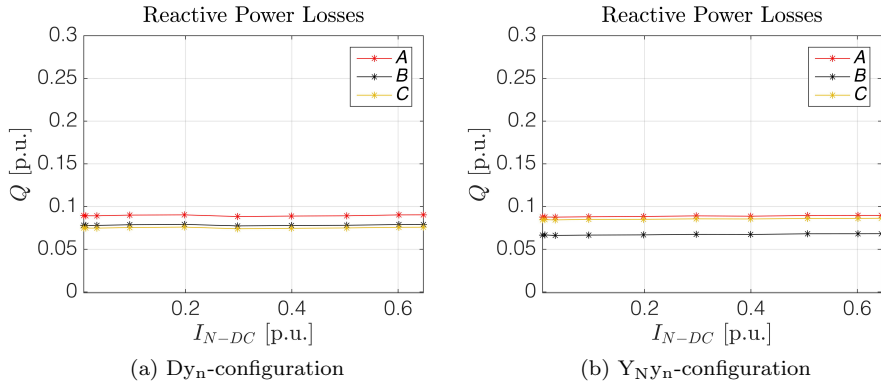 Reactive Power Losses
0.3
0.25
0.2
0.15
0.1
0.05
0
Q [p.u.]
A
B
C
0.2
0.4
0.6
I_{N−DC} [p.u.]
(a) Dy_n-configuration
Reactive Power Losses
0.3
0.25
0.2
0.15
0.1
0.05
0
Q [p.u.]
A
B
C
0.2
0.4
0.6
I_{N−DC} [p.u.]
(b) Y_Ny_n-configuration